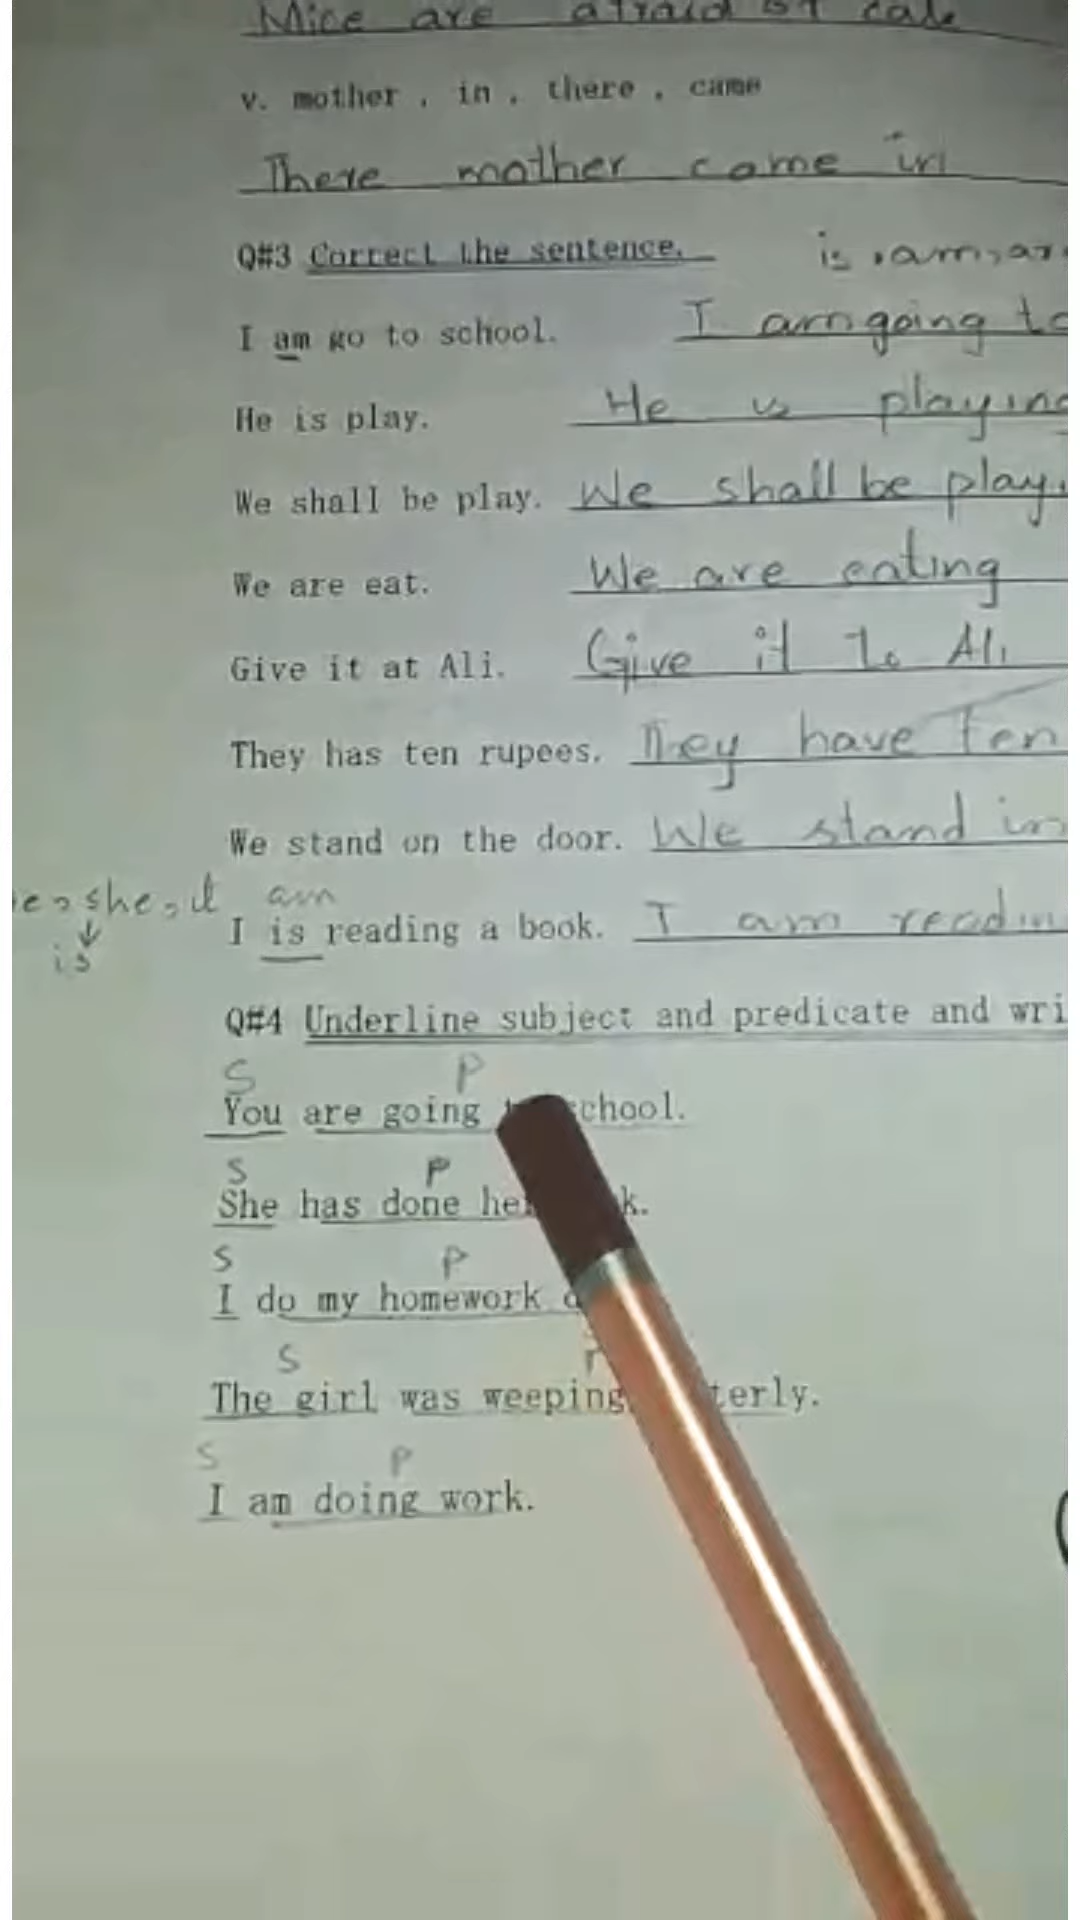 Mice are afraid of
v. mother , in , there , came
There mother came in
Q#3 Correct the sentence. is , am, ar
I am go to school. I am going to
He is play. He is playing
We shall be play. We shall be play
We are eat. We are eating
Give it at Ali. Give it to Ali
They has ten rupees. They have Ten
We stand on the door. We stand in
e, she, it am
I is reading a book. I am readin
is
Q#4 Underline subject and predicate and wri
S P
You are going school.
S P
She has done he k.
S P
I do my homework
S P
The girl was weeping terly.
S P
I am doing work.